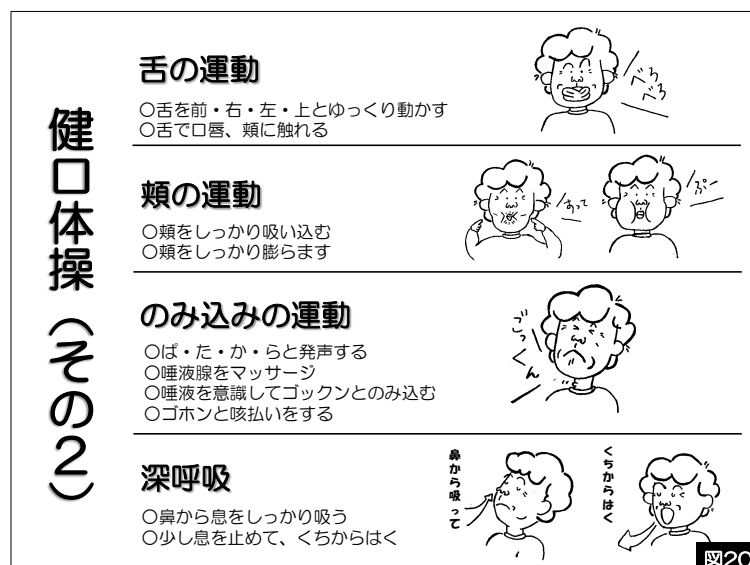 健口体操（その２）
舌の運動
○舌を前・右・左・上とゆっくり動かす
○舌で口唇、頬に触れる
べろ
べろ
頬の運動
○頬をしっかり吸い込む
○頬をしっかり膨らます
ぷー
のみ込みの運動
○ぱ・た・か・らと発声する
○唾液腺をマッサージ
○唾液を意識してゴックンとのみ込む
○ゴホンと咳払いをする
ごっくん
深呼吸
○鼻から息をしっかり吸う
○少し息を止めて、くちからはく
鼻から吸って
くちからはく
図20